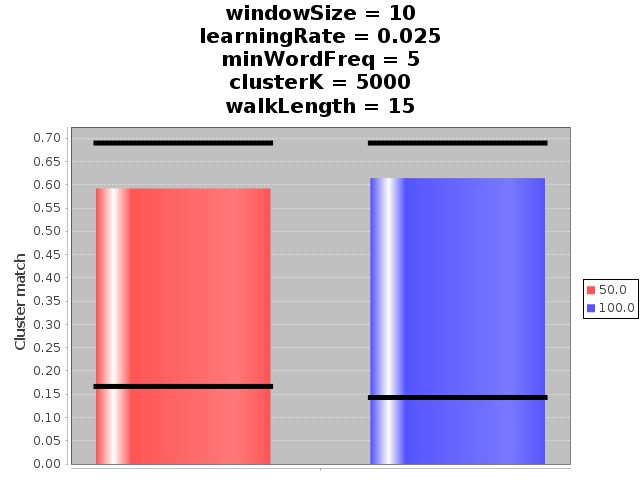 windowSize = 10
learningRate = 0.025
minWordFreq = 5
clusterK = 5000
walkLength = 15
0.70
0.65
0.60
0.55
0.50
0.45
0.40
0.35
0.30
0.25
0.20
0.15
0.10
0.05
0.00
Cluster match
50.0
100.0